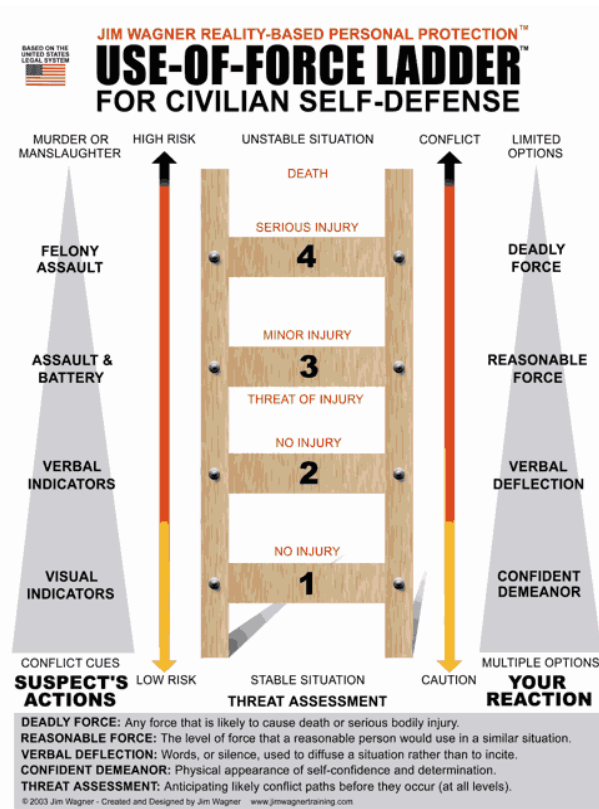 JIM WAGNER REALITY-BASED PERSONAL PROTECTION™
BASED ON THE
UNITED STATES
LEGAL SYSTEM
USE-OF-FORCE LADDER™
FOR CIVILIAN SELF-DEFENSE
MURDER OR
MANSLAUGHTER
HIGH RISK
UNSTABLE SITUATION
CONFLICT
LIMITED
OPTIONS
DEATH
SERIOUS INJURY
FELONY
ASSAULT
4
DEADLY
FORCE
MINOR INJURY
ASSAULT &
BATTERY
3
REASONABLE
FORCE
THREAT OF INJURY
NO INJURY
VERBAL
INDICATORS
2
VERBAL
DEFLECTION
NO INJURY
VISUAL
INDICATORS
1
CONFIDENT
DEMEANOR
CONFLICT CUES
SUSPECT'S
ACTIONS
LOW RISK
STABLE SITUATION
THREAT ASSESSMENT
CAUTION
MULTIPLE OPTIONS
YOUR
REACTION
DEADLY FORCE: Any force that is likely to cause death or serious bodily injury.
REASONABLE FORCE: The level of force that a reasonable person would use in a similar situation.
VERBAL DEFLECTION: Words, or silence, used to diffuse a situation rather than to incite.
CONFIDENT DEMEANOR: Physical appearance of self-confidence and determination.
THREAT ASSESSMENT: Anticipating likely conflict paths before they occur (at all levels).
© 2003 Jim Wagner - Created and Designed by Jim Wagner www.jimwagnertraining.com